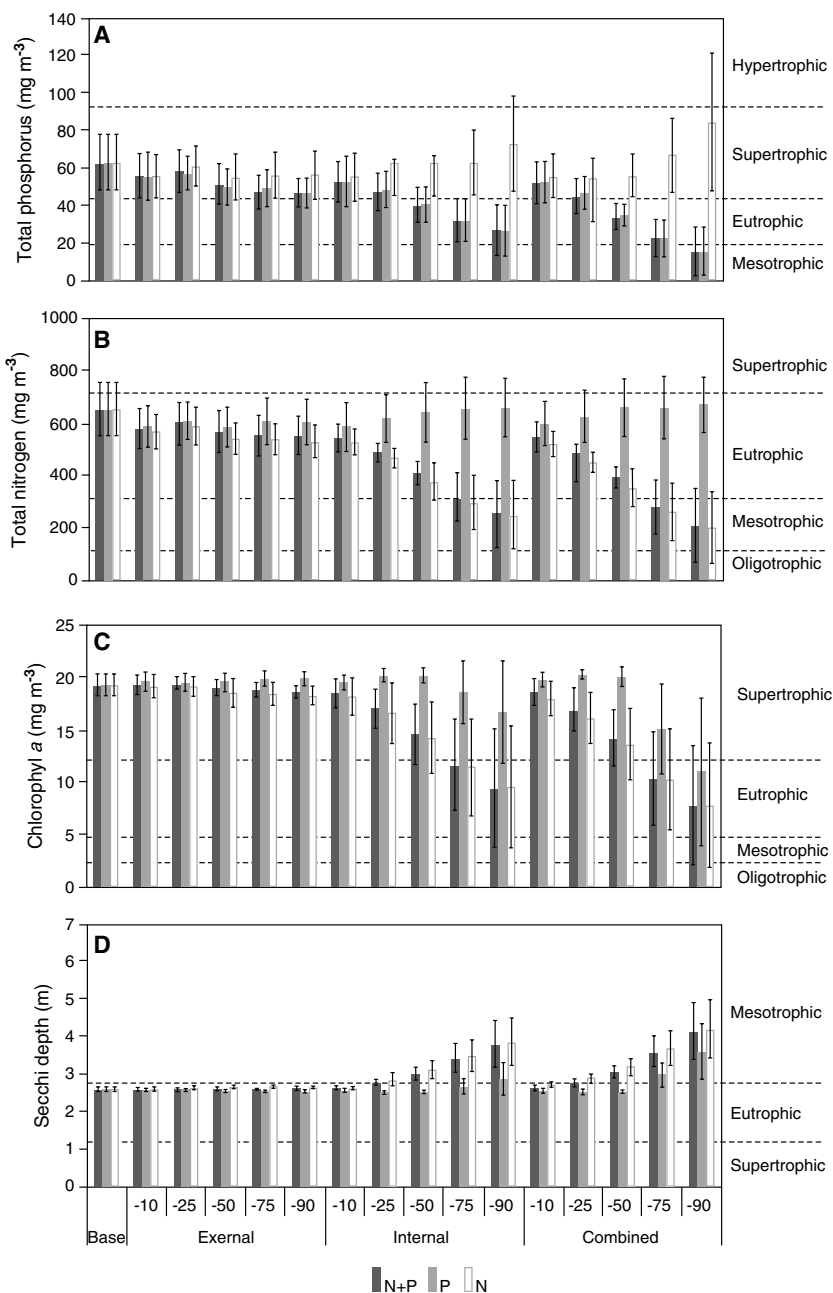 A
Total phosphorus (mg m⁻³)
140
120
100
80
60
40
20
0
Hypertrophic
Supertrophic
Eutrophic
Mesotrophic
B
Total nitrogen (mg m⁻³)
1000
800
600
400
200
0
Supertrophic
Eutrophic
Mesotrophic
Oligotrophic
C
Chlorophyl a (mg m⁻³)
25
20
15
10
5
0
Supertrophic
Eutrophic
Mesotrophic
Oligotrophic
D
Secchi depth (m)
7
6
5
4
3
2
1
0
Mesotrophic
Eutrophic
Supertrophic
-10 -25 -50 -75 -90 -10 -25 -50 -75 -90 -10 -25 -50 -75 -90
Base Exernal Internal Combined
N+P P N